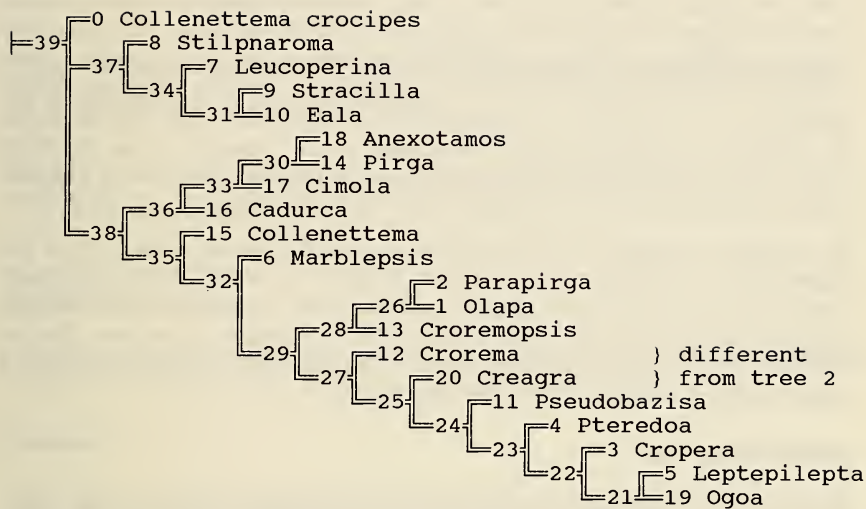 0 Collenettema crocipes
39 8 Stilpnaroma
37 7 Leucoperina
34 9 Stracilla
31 10 Eala
18 Anexotamos
30 14 Pirga
33 17 Cimola
36 16 Cadurca
38 15 Collenettema
35 6 Marblepsis
32 2 Parapirga
26 1 Olapa
28 13 Croremopsis
29 12 Crorema } different
27 20 Creagra } from tree 2
25 11 Pseudobazisa
24 4 Pteredoa
23 3 Cropera
22 5 Leptepilepta
21 19 Ogoa